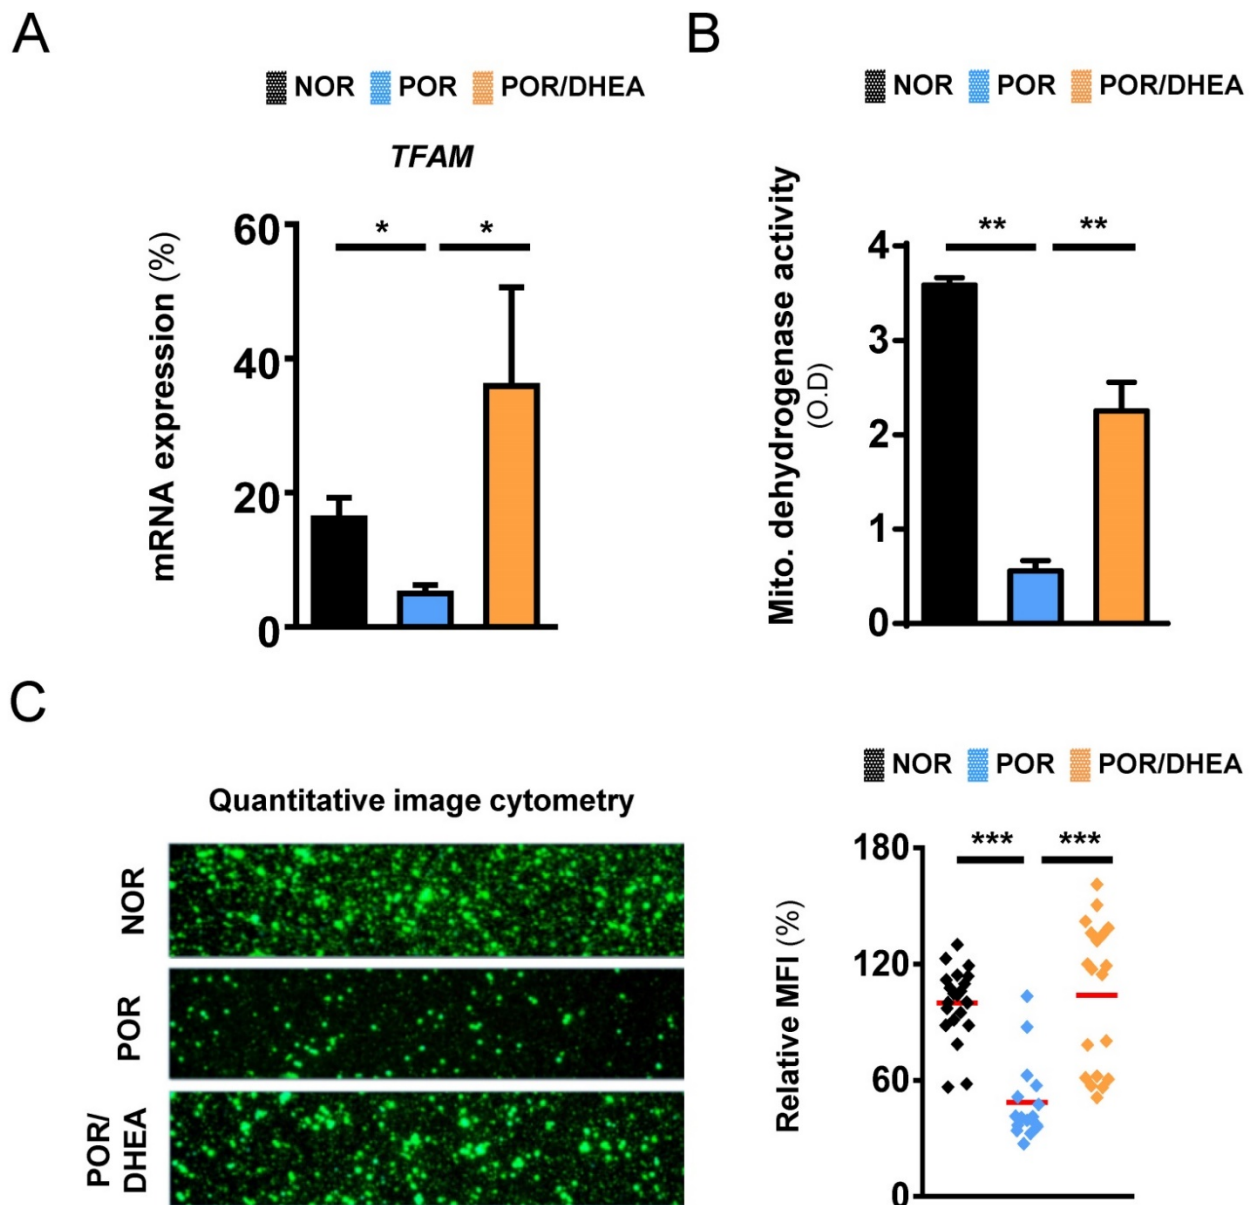 A
NOR POR POR/DHEA
TFAM
mRNA expression (%)
60
40
20
0
* *
B
NOR POR POR/DHEA
Mito. dehydrogenase activity
(O.D)
4
3
2
1
0
** **
C
Quantitative image cytometry
NOR
POR
POR/
DHEA
NOR POR POR/DHEA
Relative MFI (%)
180
120
60
0
*** ***